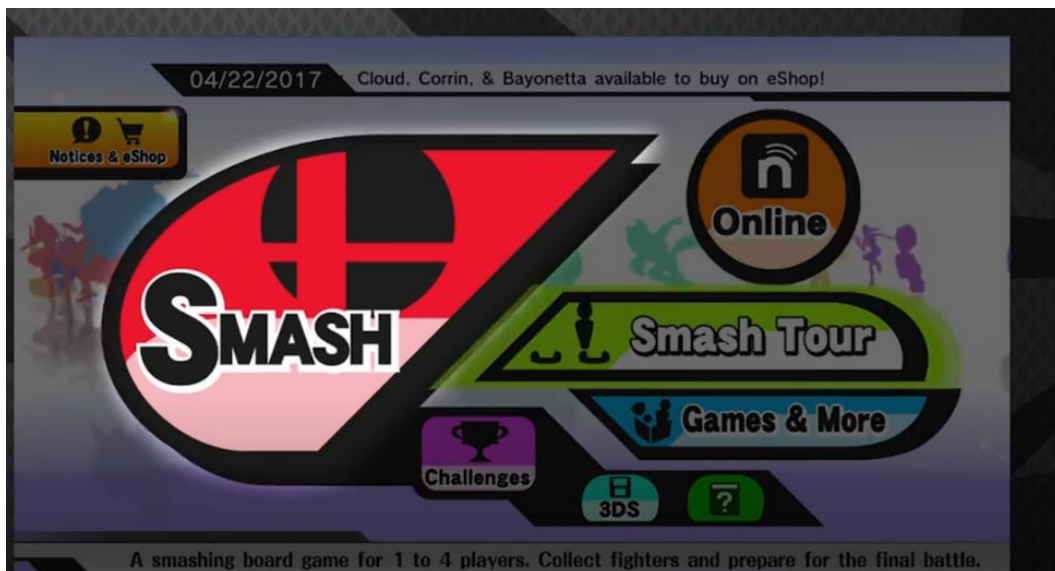 04/22/2017 Cloud, Corrin, & Bayonetta available to buy on eShop!
Notices & eShop
n
Online
SMASH
Smash Tour
Games & More
Challenges
3DS
?
A smashing board game for 1 to 4 players. Collect fighters and prepare for the final battle.